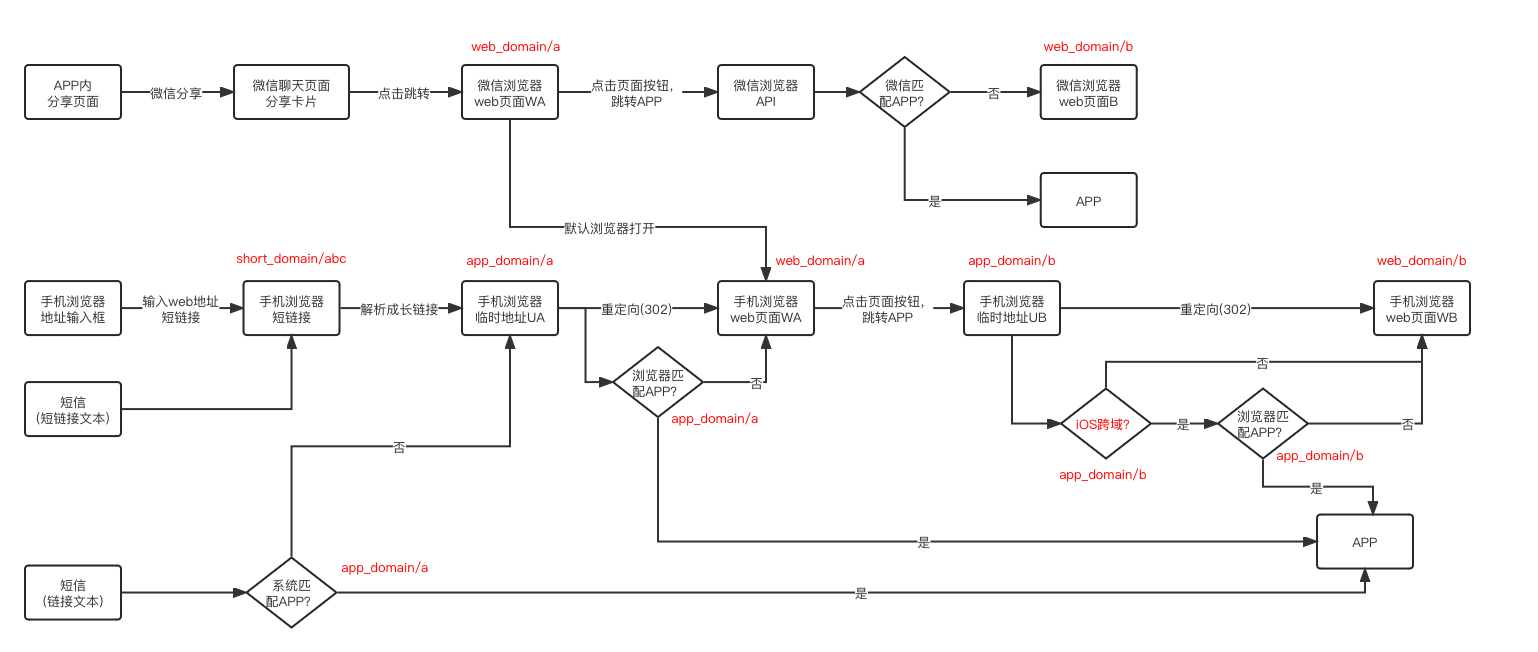 web_domain/a
web_domain/b
APP内
分享页面
微信分享
微信聊天页面
分享卡片
点击跳转
微信浏览器
web页面WA
点击页面按钮，
跳转APP
微信浏览器
API
微信匹
配APP?
否
微信浏览器
web页面B
是
APP
默认浏览器打开
short_domain/abc
app_domain/a
web_domain/a
app_domain/b
web_domain/b
手机浏览器
地址输入框
输入web地址
短链接
手机浏览器
短链接
解析成长链接
手机浏览器
临时地址UA
重定向(302)
手机浏览器
web页面WA
点击页面按钮，
跳转APP
手机浏览器
临时地址UB
重定向(302)
手机浏览器
web页面WB
短信
(短链接文本)
浏览器匹
配APP?
否
app_domain/a
否
iOS跨域?
是
浏览器匹
配APP?
否
app_domain/b
app_domain/b
否
是
是
APP
短信
(链接文本)
系统匹
配APP?
app_domain/a
是